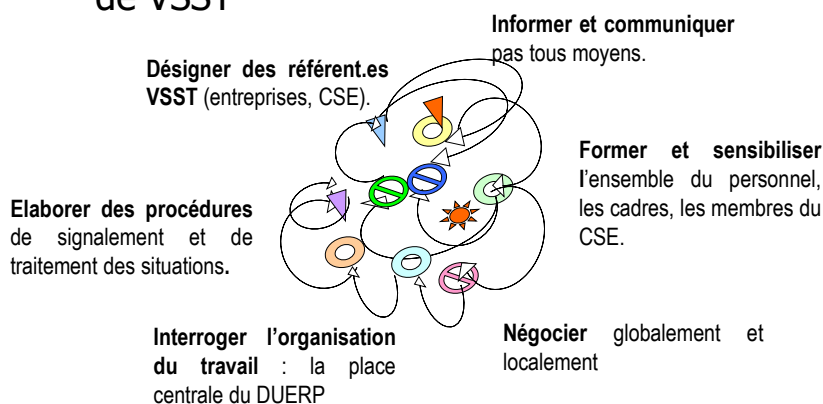 de VSST
Informer et communiquer
pas tous moyens.
Désigner des référent.es
VSST (entreprises, CSE).
Former et sensibiliser
l'ensemble du personnel,
les cadres, les membres du
CSE.
Elaborer des procédures
de signalement et de
traitement des situations.
Interroger l'organisation
du travail : la place
centrale du DUERP
Négocier globalement et
localement